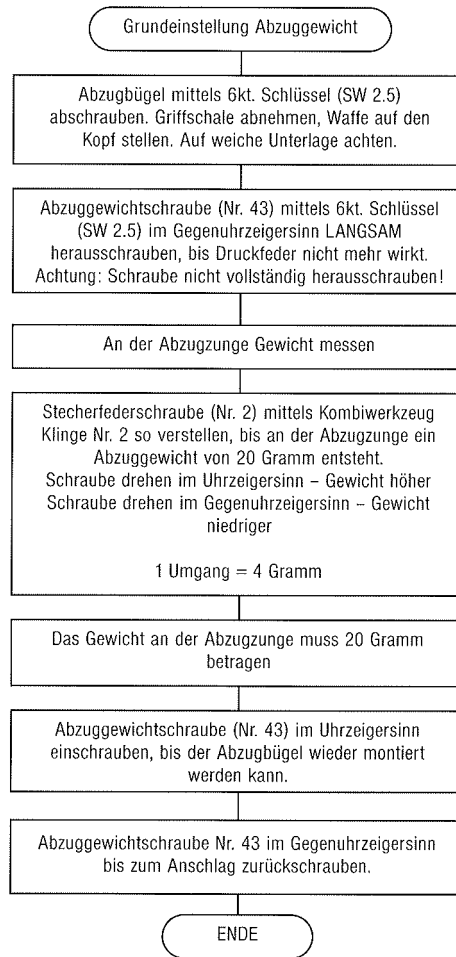 Grundeinstellung Abzuggewicht
Abzugbügel mittels 6kt. Schlüssel (SW 2.5)
abschrauben. Griffschale abnehmen, Waffe auf den
Kopf stellen. Auf weiche Unterlage achten.
Abzuggewichtschraube (Nr. 43) mittels 6kt. Schlüssel
(SW 2.5) im Gegenuhrzeigersinn LANGSAM
herausschrauben, bis Druckfeder nicht mehr wirkt.
Achtung: Schraube nicht vollständig herausschrauben!
An der Abzugzunge Gewicht messen
Stecherfederschraube (Nr. 2) mittels Kombiwerkzeug
Klinge Nr. 2 so verstellen, bis an der Abzugzunge ein
Abzuggewicht von 20 Gramm entsteht.
Schraube drehen im Uhrzeigersinn – Gewicht höher
Schraube drehen im Gegenuhrzeigersinn – Gewicht
niedriger
1 Umgang = 4 Gramm
Das Gewicht an der Abzugzunge muss 20 Gramm
betragen
Abzuggewichtschraube (Nr. 43) im Uhrzeigersinn
einschrauben, bis der Abzugbügel wieder montiert
werden kann.
Abzuggewichtschraube Nr. 43 im Gegenuhrzeigersinn
bis zum Anschlag zurückschrauben.
ENDE